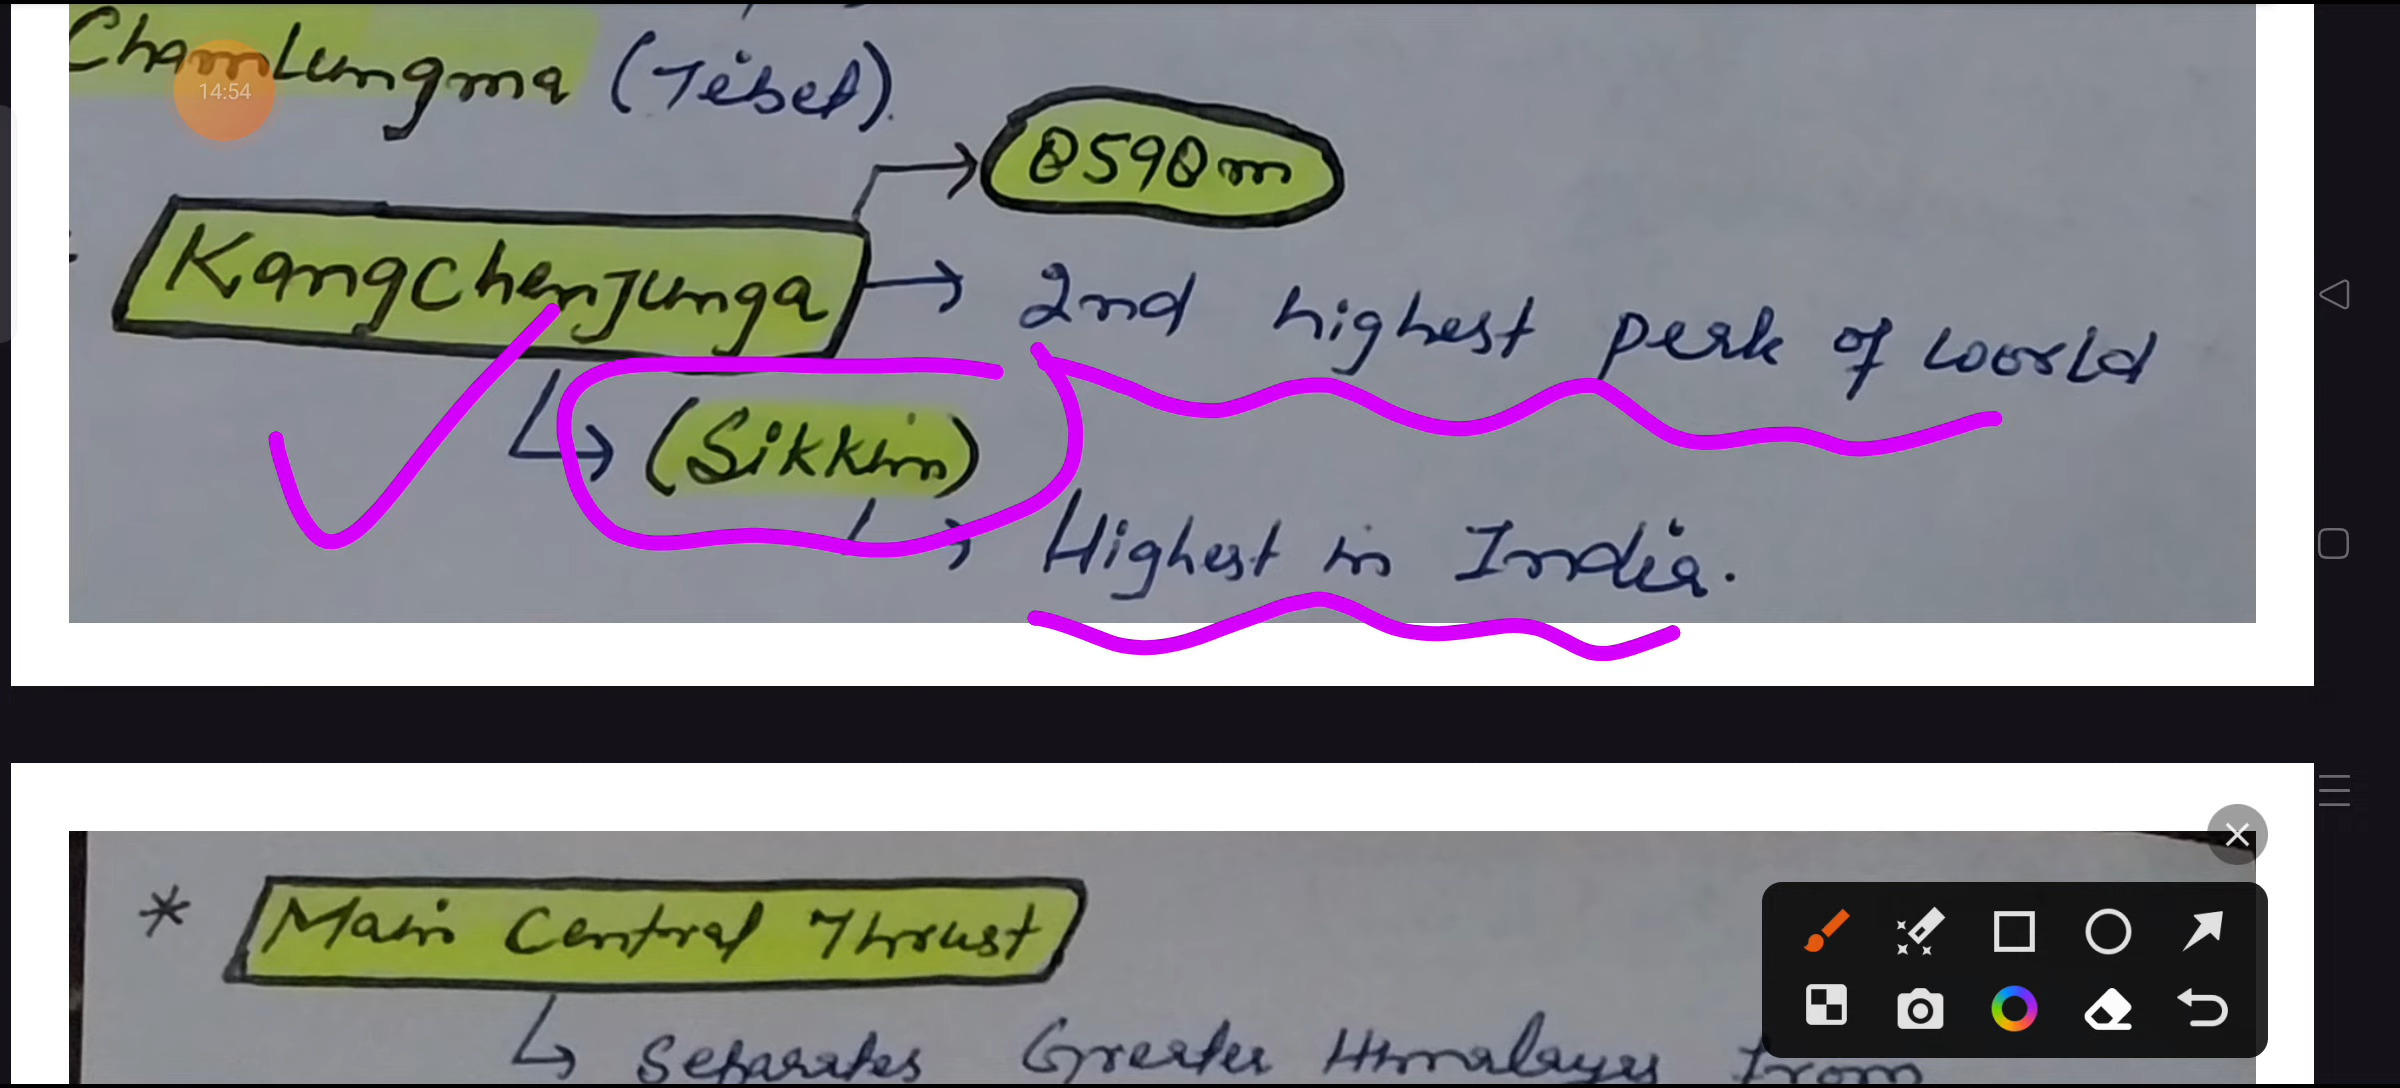 Chamlungma (Tibet).
14:54
8598m
Kangchenjunga → 2nd highest peak of world
(Sikkim)
Highest in India.
* Main Central Thrust
Separates Greater Himalayas from